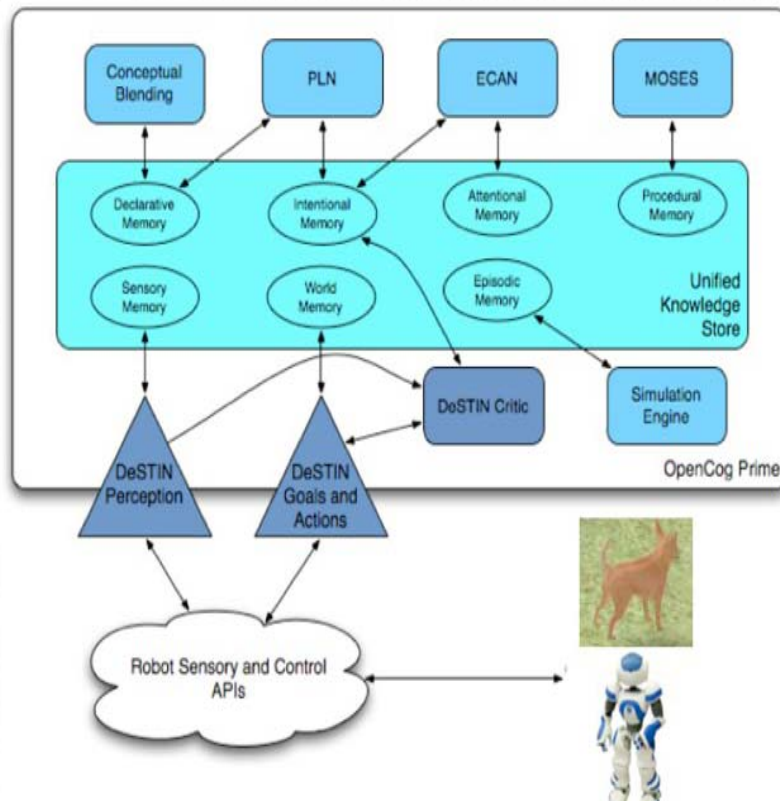 Conceptual
Blending
PLN
ECAN
MOSES
Declarative
Memory
Intentional
Memory
Attentional
Memory
Procedural
Memory
Sensory
Memory
World
Memory
Episodic
Memory
Unified
Knowledge
Store
DeSTIN
Perception
DeSTIN
Goals and
Actions
DeSTIN Critic
Simulation
Engine
OpenCog Prime
Robot Sensory and Control
APIs